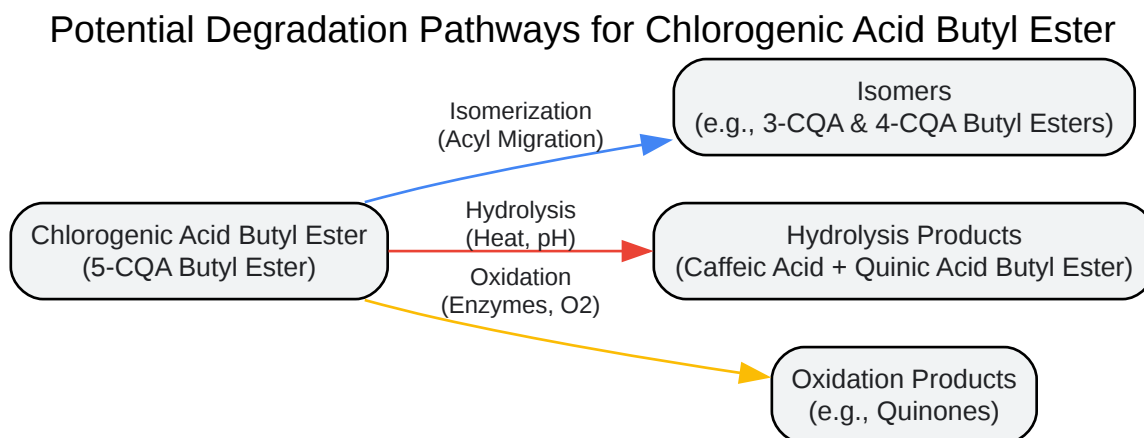 Potential Degradation Pathways for Chlorogenic Acid Butyl Ester
Isomerization
(Acyl Migration)
Isomers
(e.g., 3-CQA & 4-CQA Butyl Esters)
Chlorogenic Acid Butyl Ester
(5-CQA Butyl Ester)
Hydrolysis
(Heat, pH)
Hydrolysis Products
(Caffeic Acid + Quinic Acid Butyl Ester)
Oxidation
(Enzymes, O2)
Oxidation Products
(e.g., Quinones)